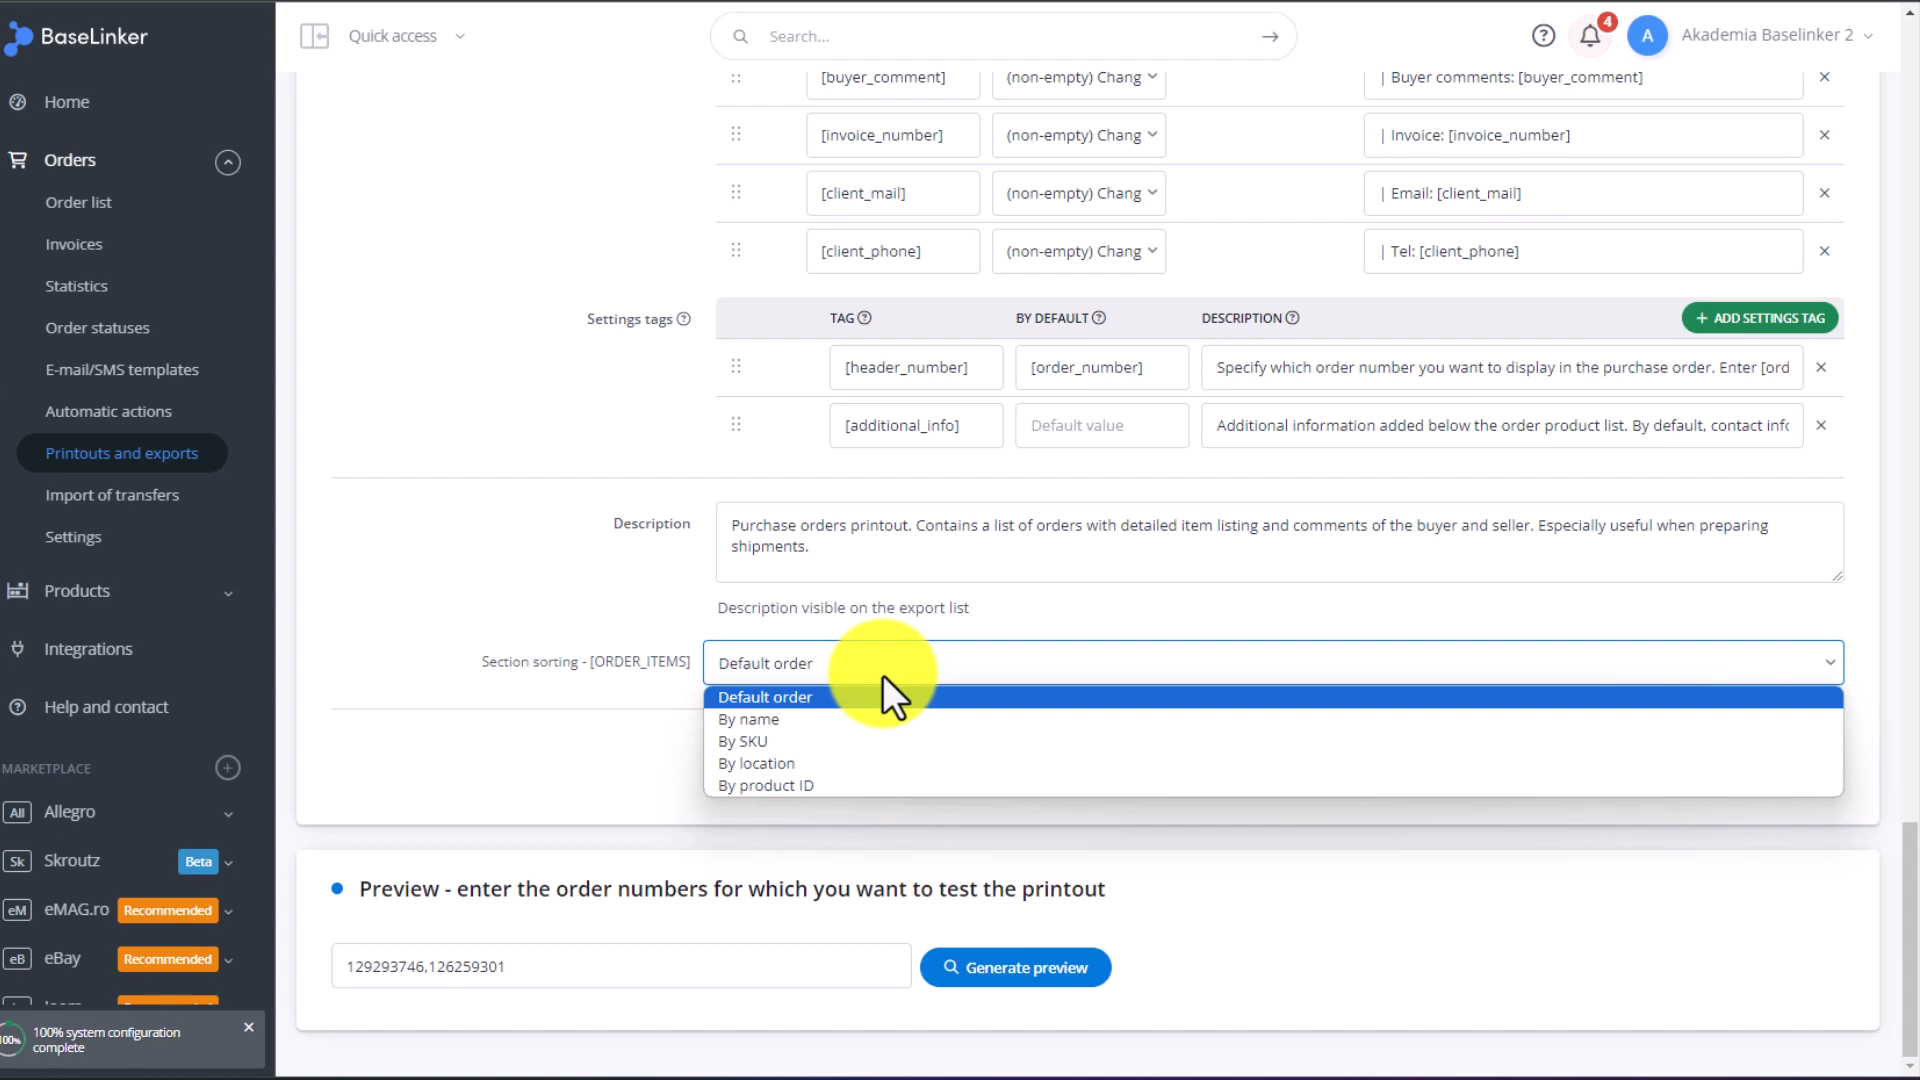 BaseLinker
Quick access
Search...
4
A
Akademia Baselinker 2
Home
Orders
Order list
Invoices
Statistics
Order statuses
E-mail/SMS templates
Automatic actions
Printouts and exports
Import of transfers
Settings
Products
Integrations
Help and contact
MARKETPLACE
All Allegro
Sk Skroutz Beta
eM eMAG.ro Recommended
eB eBay Recommended
100%
100% system configuration
complete
[buyer_comment] (non-empty) Chang | Buyer comments: [buyer_comment]
[invoice_number] (non-empty) Chang | Invoice: [invoice_number]
[client_mail] (non-empty) Chang | Email: [client_mail]
[client_phone] (non-empty) Chang | Tel: [client_phone]
Settings tags TAG BY DEFAULT DESCRIPTION + ADD SETTINGS TAG
[header_number] [order_number] Specify which order number you want to display in the purchase order. Enter [ord
[additional_info] Default value Additional information added below the order product list. By default, contact info
Description
Purchase orders printout. Contains a list of orders with detailed item listing and comments of the buyer and seller. Especially useful when preparing
shipments.
Description visible on the export list
Section sorting - [ORDER_ITEMS] Default order
Default order
By name
By SKU
By location
By product ID
Preview - enter the order numbers for which you want to test the printout
129293746,126259301
Generate preview